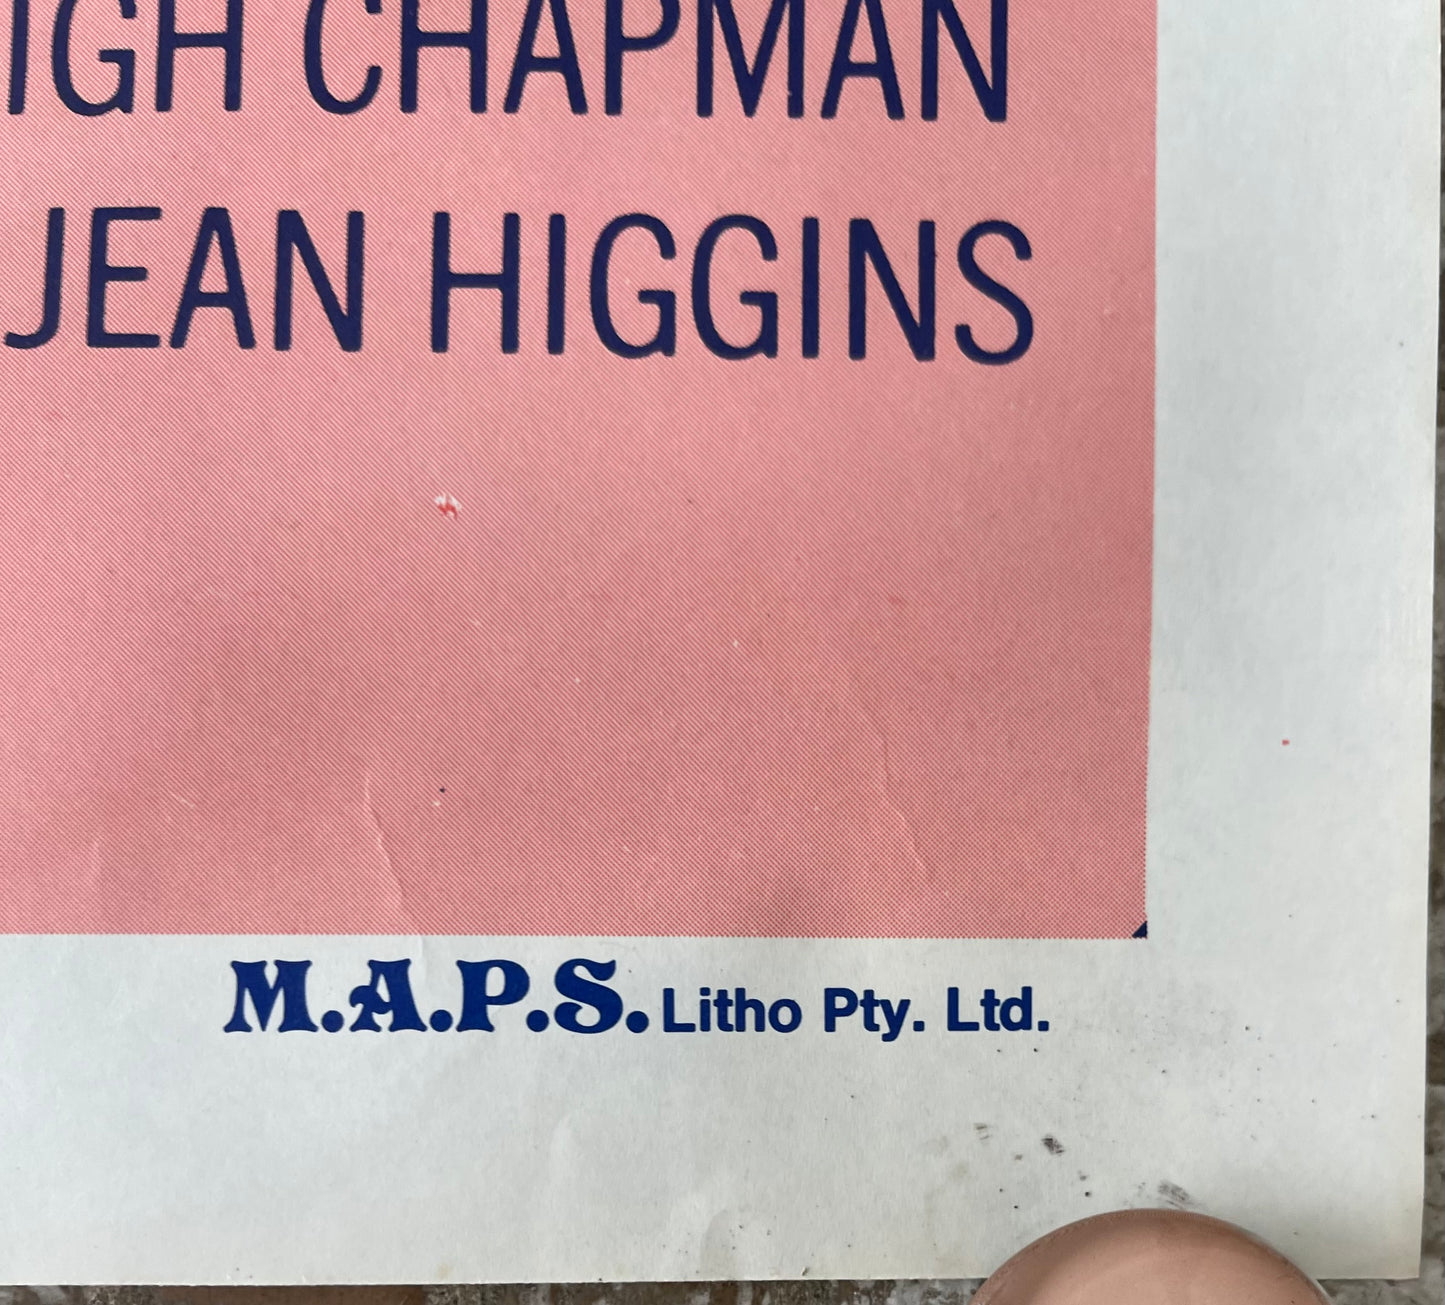 IGH CHAPMAN
JEAN HIGGINS
M.A.P.S. Litho Pty. Ltd.